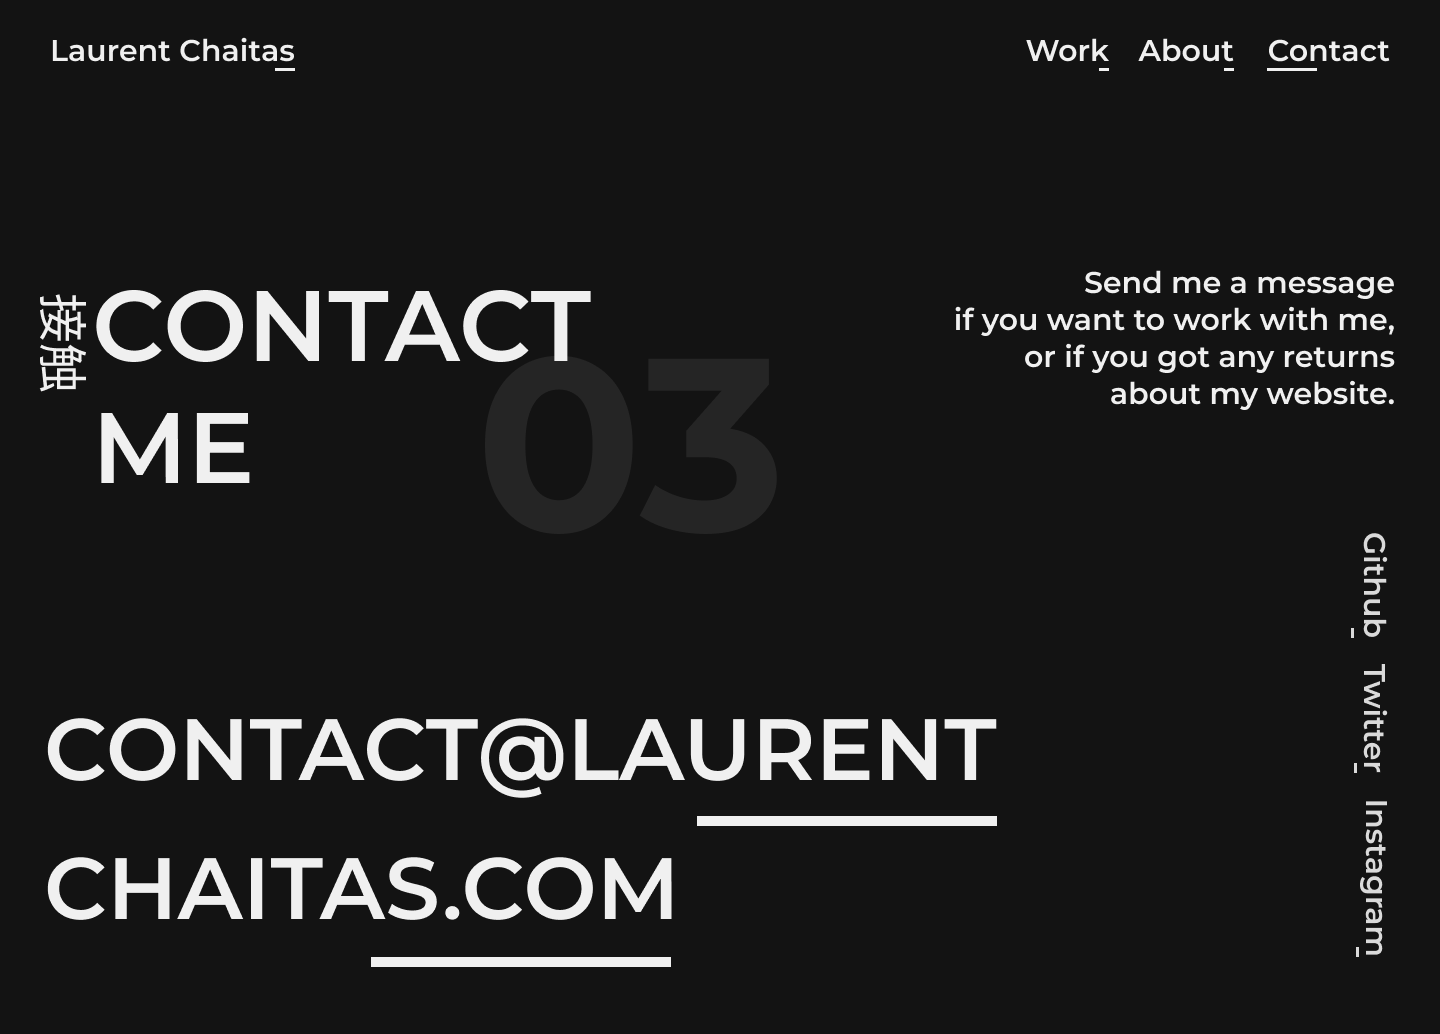 Laurent Chaitas
Work About Contact
接触
CONTACT
ME
03
Send me a message
if you want to work with me,
or if you got any returns
about my website.
Github
Twitter
Instagram
CONTACT@LAURENT
CHAITAS.COM